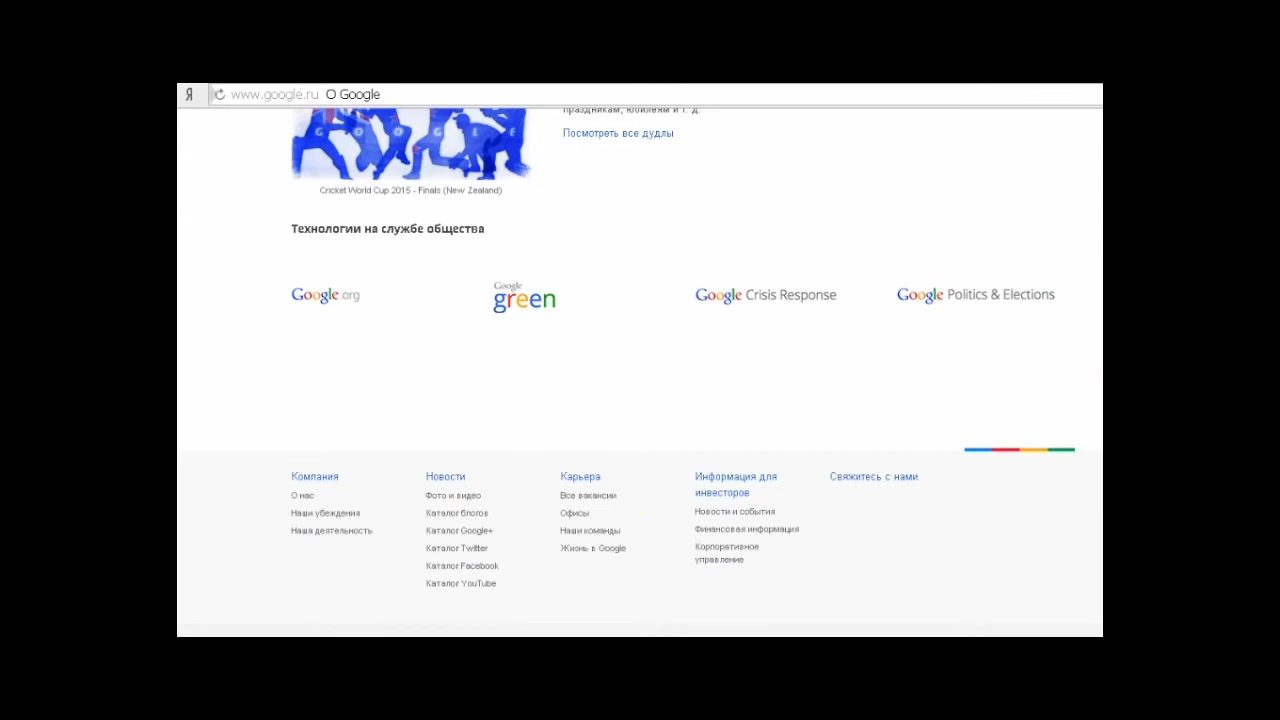 Я www.google.ru О Google
праздникам, юбилеям и т. д.
GOOGLE
Посмотреть все дудлы
Cricket World Cup 2015 - Finals (New Zealand)
Технологии на службе общества
Google.org
Google green
Google Crisis Response
Google Politics & Elections
Компания
О нас
Наши убеждения
Наша деятельность
Новости
Фото и видео
Каталог блогов
Каталог Google+
Каталог Twitter
Каталог Facebook
Каталог YouTube
Карьера
Все вакансии
Офисы
Наши команды
Жизнь в Google
Информация для
инвесторов
Новости и события
Финансовая информация
Корпоративное
управление
Свяжитесь с нами